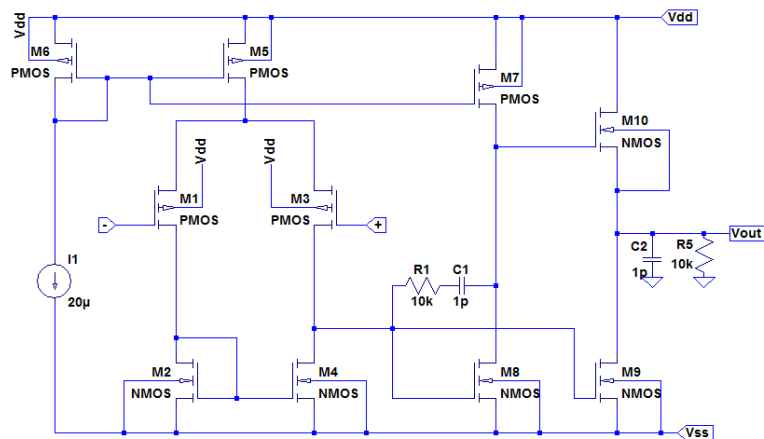 Vdd
Vdd
M6
PMOS
M5
PMOS
M7
PMOS
M10
NMOS
Vdd
Vdd
-
M1
PMOS
M3
PMOS
+
Vout
I1
20µ
R1
10k
C1
1p
C2
1p
R5
10k
M2
NMOS
M4
NMOS
M8
NMOS
M9
NMOS
Vss